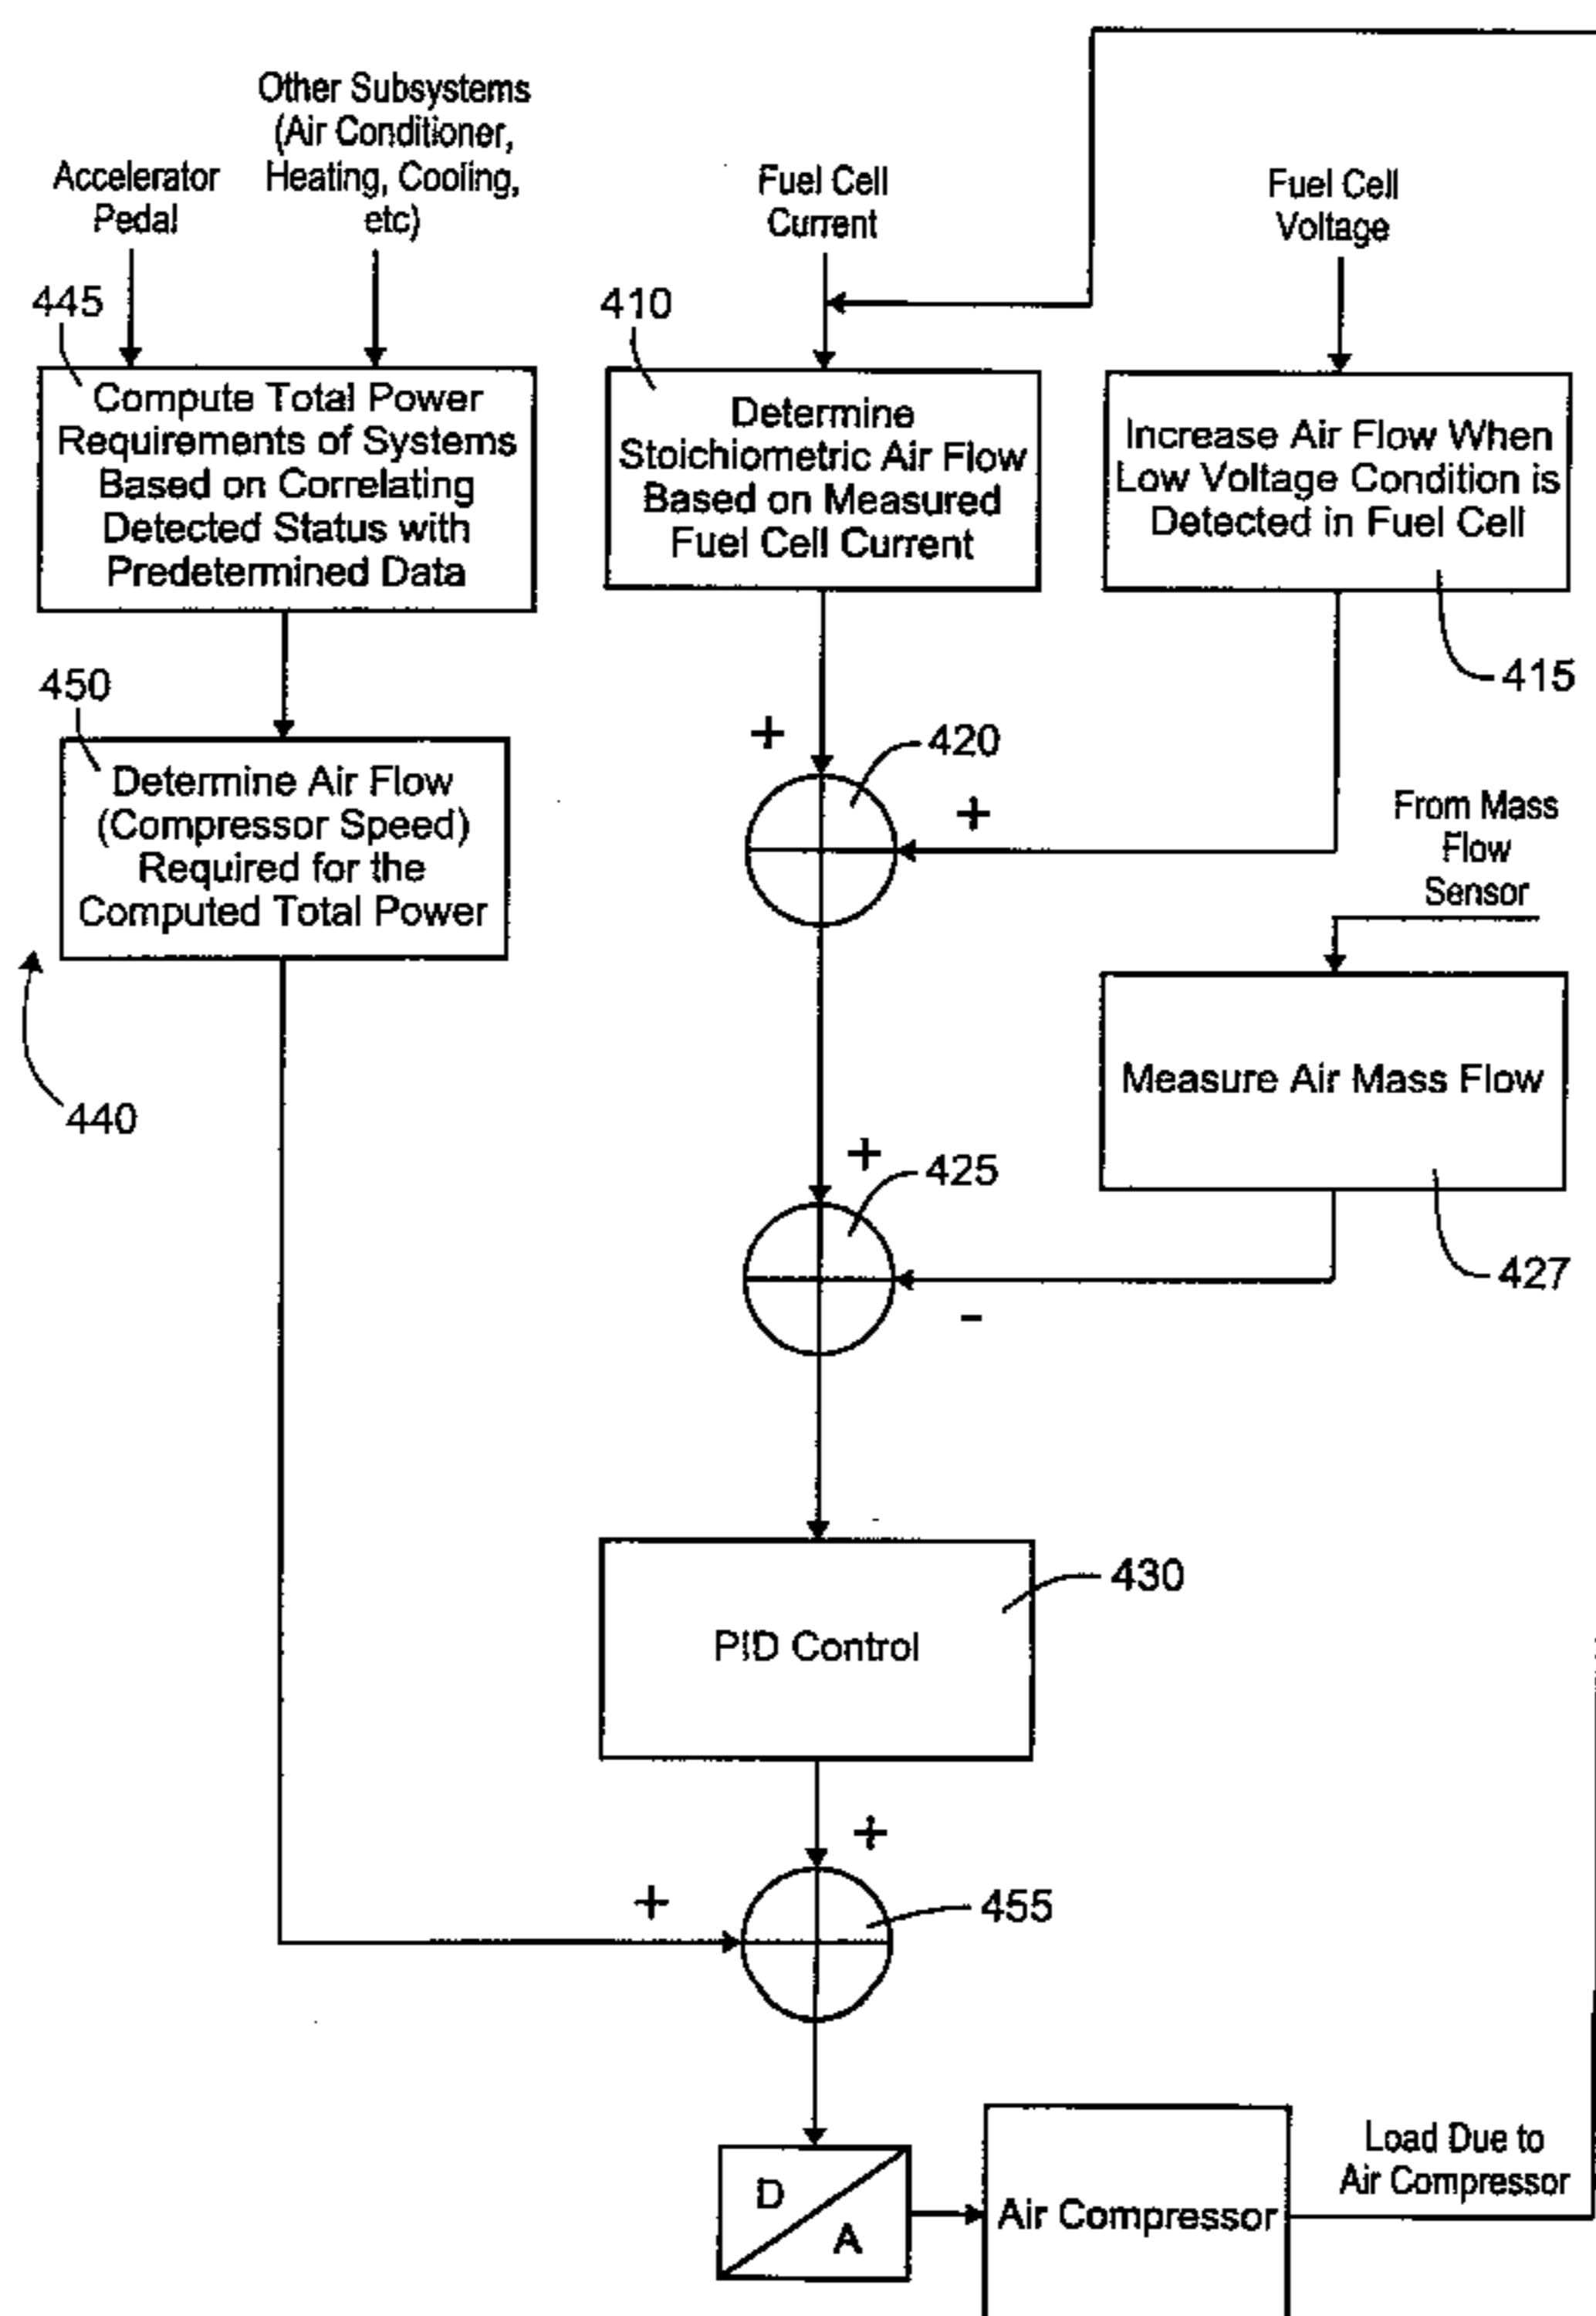 Other Subsystems
(Air Conditioner,
Heating, Cooling,
etc)
Accelerator
Pedal
Fuel Cell
Current
Fuel Cell
Voltage
445
410
Compute Total Power
Requirements of Systems
Based on Correlating
Detected Status with
Predetermined Data
Determine
Stoichiometric Air Flow
Based on Measured
Fuel Cell Current
Increase Air Flow When
Low Voltage Condition is
Detected in Fuel Cell
415
450
Determine Air Flow
(Compressor Speed)
Required for the
Computed Total Power
440
+
420
+
From Mass
Flow
Sensor
Measure Air Mass Flow
427
+
425
-
430
PID Control
+
+
455
D
A
Air Compressor
Load Due to
Air Compressor